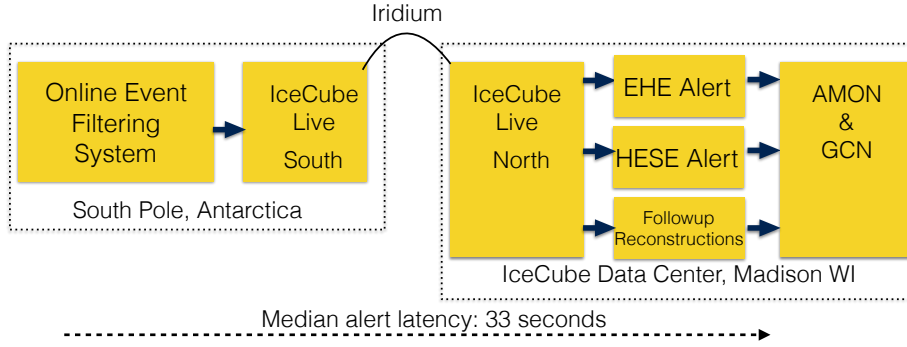 Iridium
Online Event
Filtering
System
IceCube
Live
South
South Pole, Antarctica
IceCube
Live
North
EHE Alert
HESE Alert
Followup
Reconstructions
AMON
&
GCN
IceCube Data Center, Madison WI
Median alert latency: 33 seconds